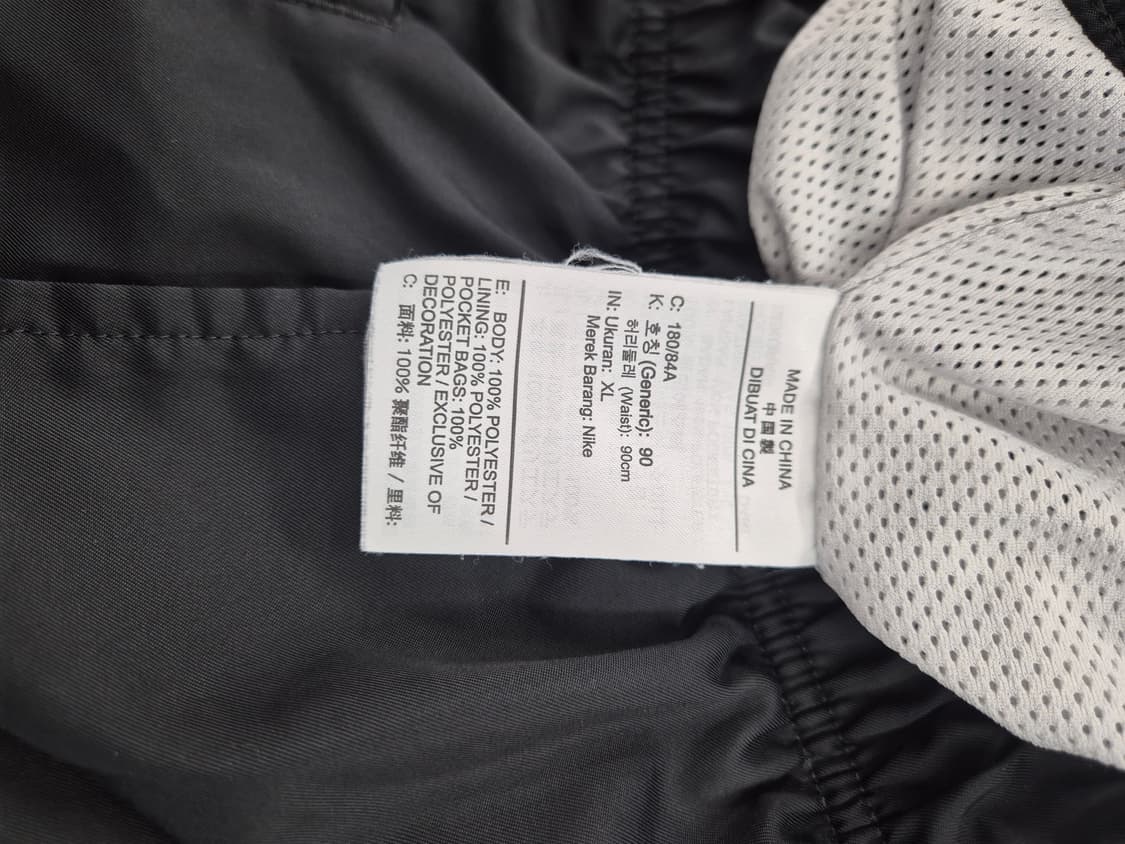 MADE IN CHINA
中国製
DIBUAT DI CINA
C: 180/84A
K: 호칭 (Generic): 90
허리둘레 (Waist): 90cm
IN: Ukuran: XL
Merek Barang: Nike
E: BODY: 100% POLYESTER /
LINING: 100% POLYESTER /
POCKET BAGS: 100%
POLYESTER / EXCLUSIVE OF
DECORATION
C: 面料: 100% 聚酯纤维 / 里料: